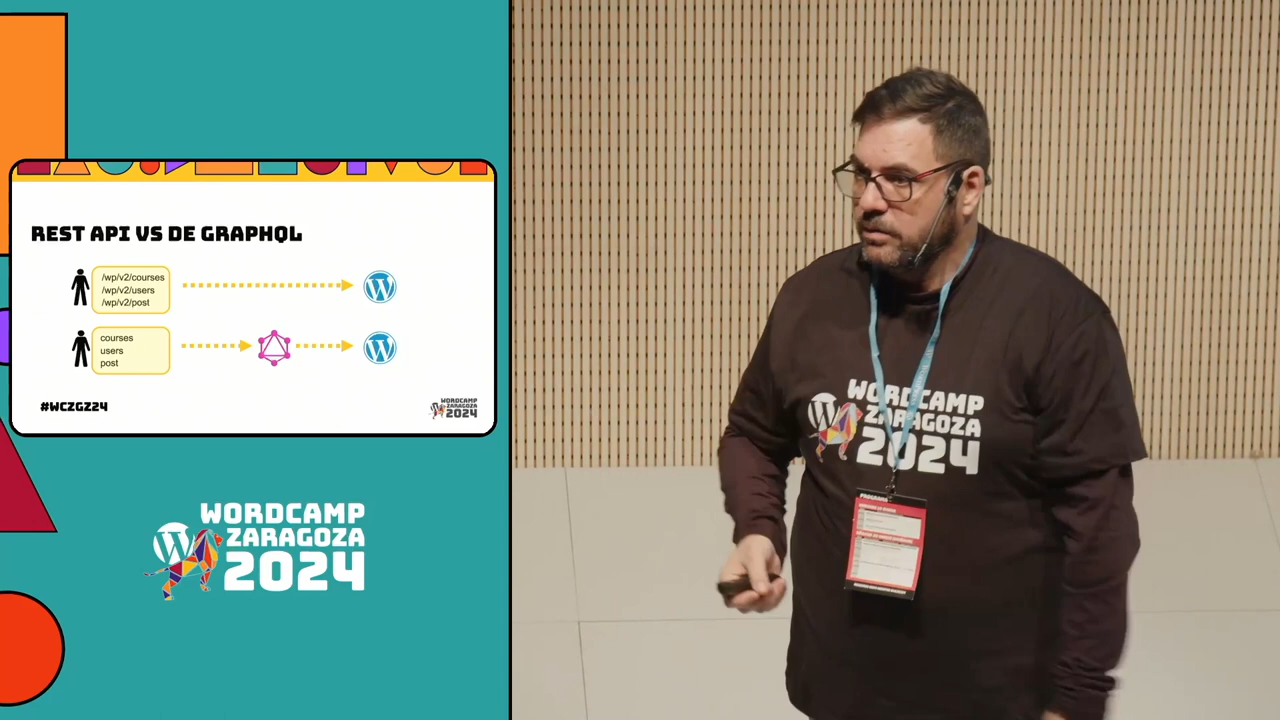 REST API VS DE GRAPHQL
/wp/v2/courses
/wp/v2/users
/wp/v2/post
courses
users
post
#WCZGZ24
WORDCAMP
ZARAGOZA
2024
WORDCAMP
ZARAGOZA
2024
WORDCAMP
ZARAGOZA
2024
PROGRAMA